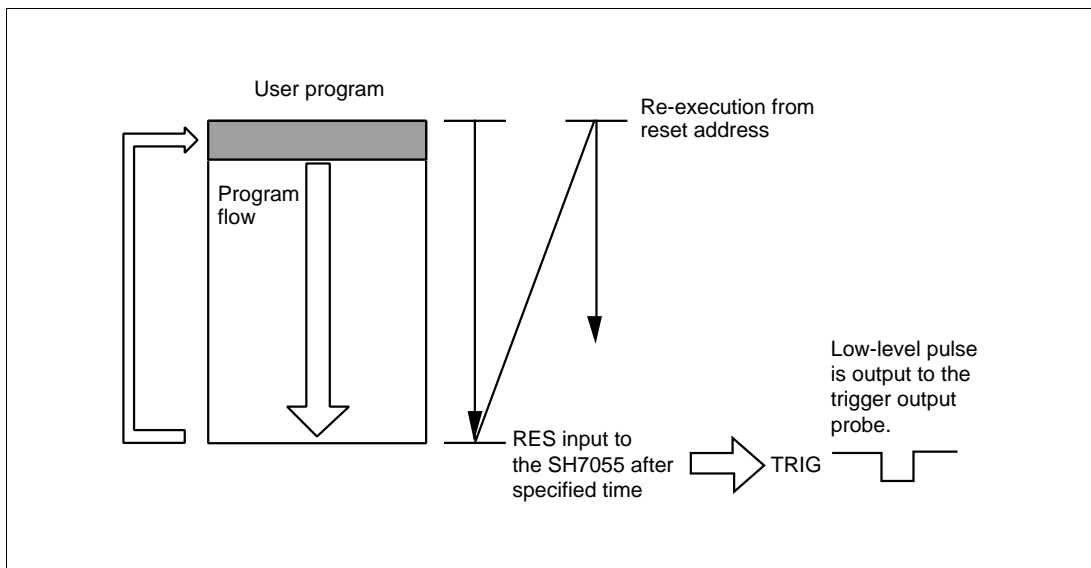 User program
Re-execution from
reset address
Program
flow
Low-level pulse
is output to the
trigger output
probe.
RES input to
the SH7055 after
specified time
TRIG